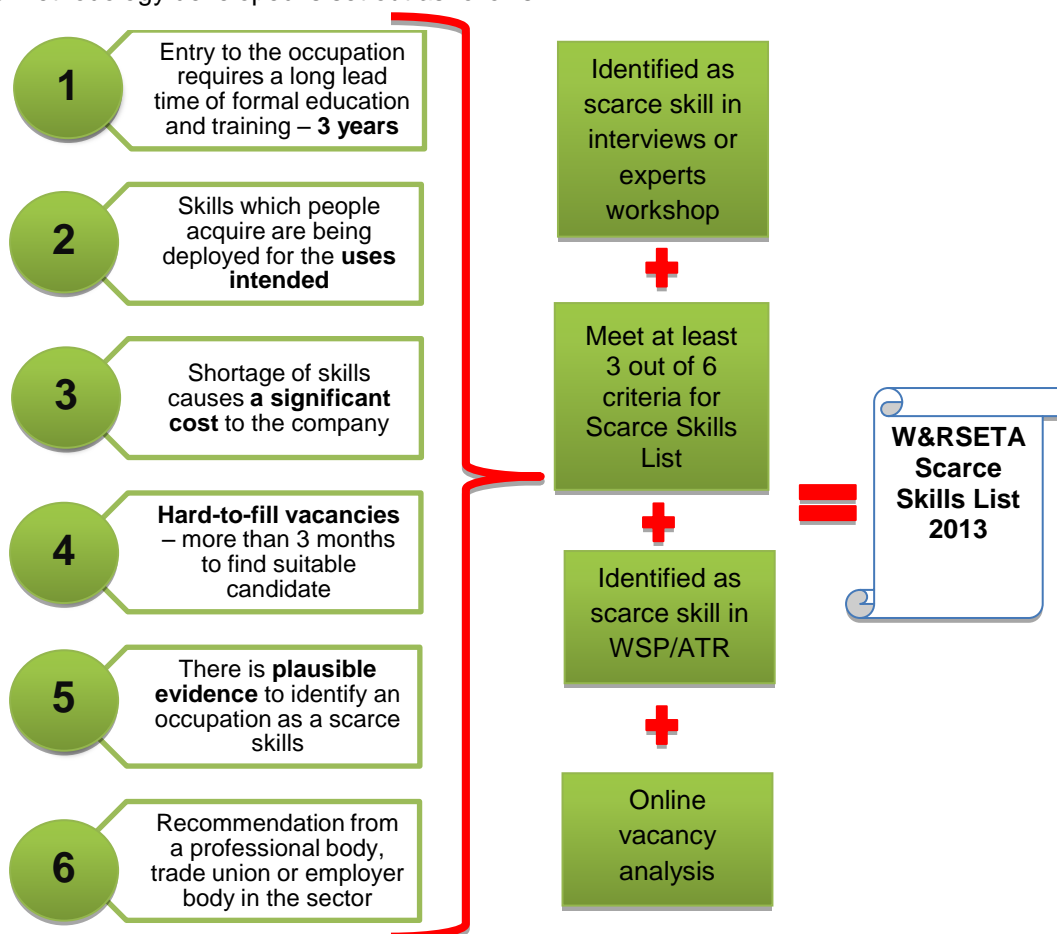 1
Entry to the occupation
requires a long lead
time of formal education
and training – 3 years
2
Skills which people
acquire are being
deployed for the uses
intended
3
Shortage of skills
causes a significant
cost to the company
4
Hard-to-fill vacancies
– more than 3 months
to find suitable
candidate
5
There is plausible
evidence to identify an
occupation as a scarce
skills
6
Recommendation from
a professional body,
trade union or employer
body in the sector
Identified as
scarce skill in
interviews or
experts
workshop
Meet at least
3 out of 6
criteria for
Scarce Skills
List
Identified as
scarce skill in
WSP/ATR
Online
vacancy
analysis
W&RSETA
Scarce
Skills List
2013